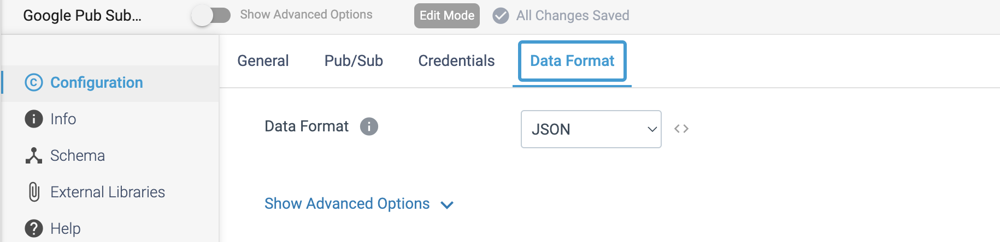 Google Pub Sub...
Show Advanced Options
Edit Mode
All Changes Saved
General
Pub/Sub
Credentials
Data Format
Configuration
Info
Schema
External Libraries
Help
Data Format
JSON
Show Advanced Options